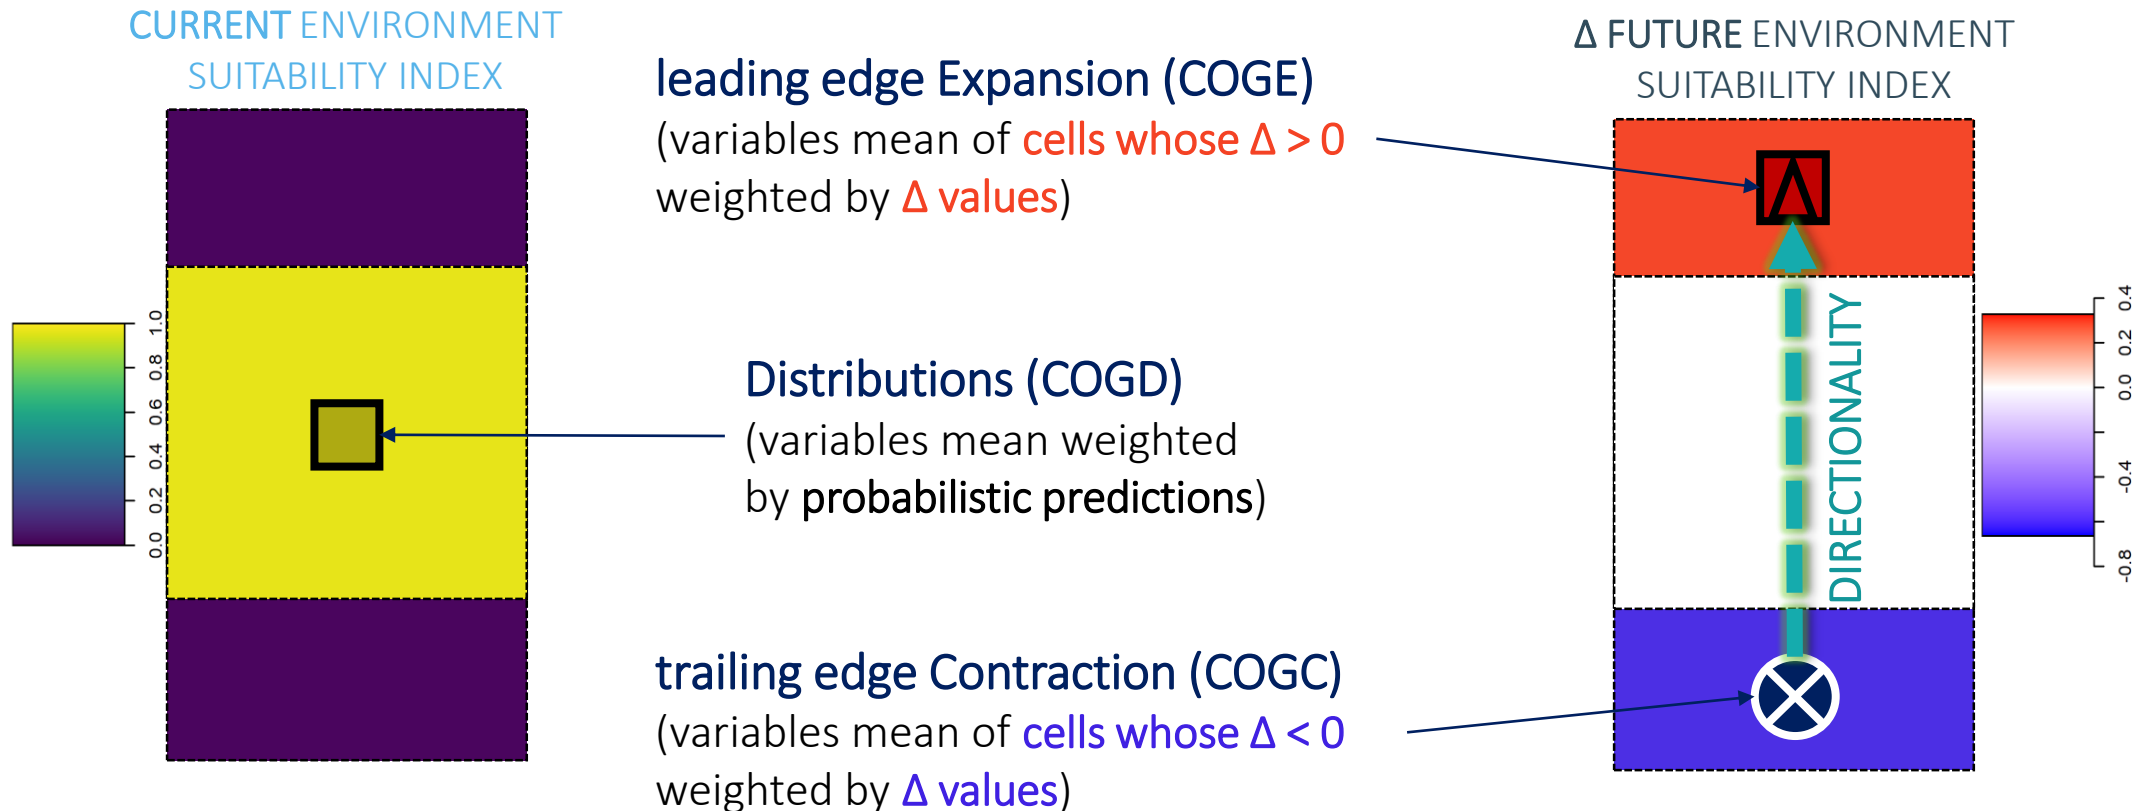 CURRENT ENVIRONMENT
SUITABILITY INDEX
1.0
0.8
0.6
0.4
0.2
0.0
leading edge Expansion (COGE)
(variables mean of cells whose Δ > 0
weighted by Δ values)
Distributions (COGD)
(variables mean weighted
by probabilistic predictions)
trailing edge Contraction (COGC)
(variables mean of cells whose Δ < 0
weighted by Δ values)
Δ FUTURE ENVIRONMENT
SUITABILITY INDEX
Λ
DIRECTIONALITY
0.4
0.2
0.0
-0.4
-0.8